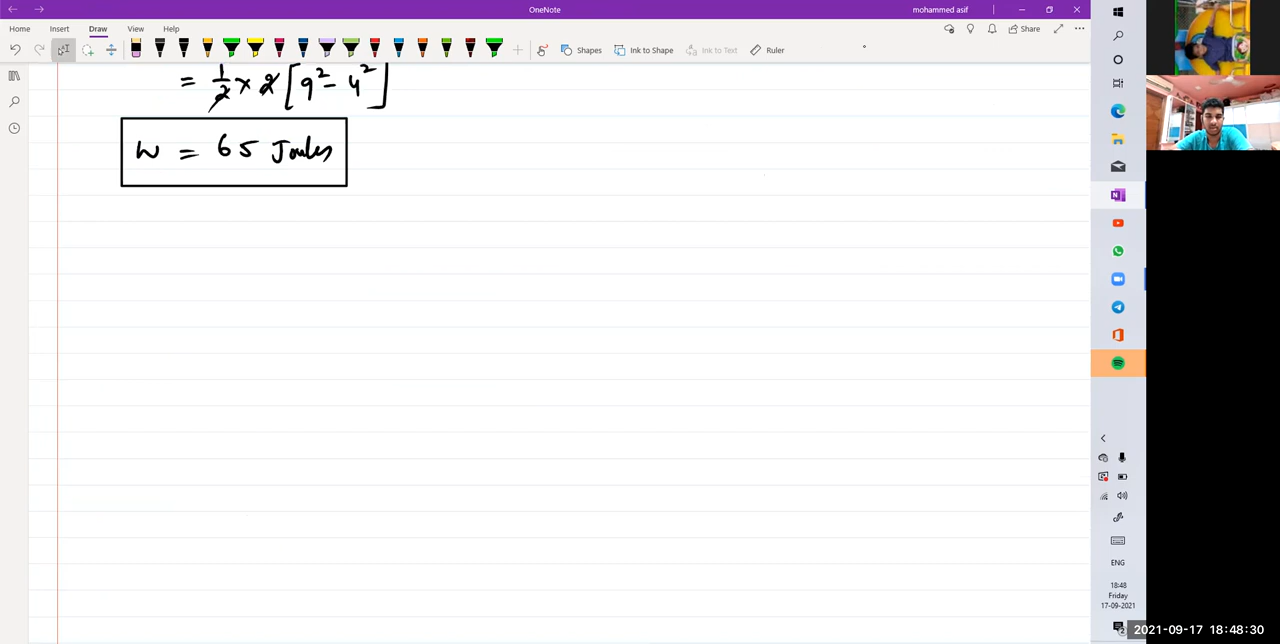 OneNote
mohammed asif
Home Insert Draw View Help
Share
Shapes Ink to Shape Ink to Text Ruler
= 1/2 x 2 [9² - 4²]
W = 65 Joules
ENG
18:48
Friday
17-09-2021
2021-09-17 18:48:30